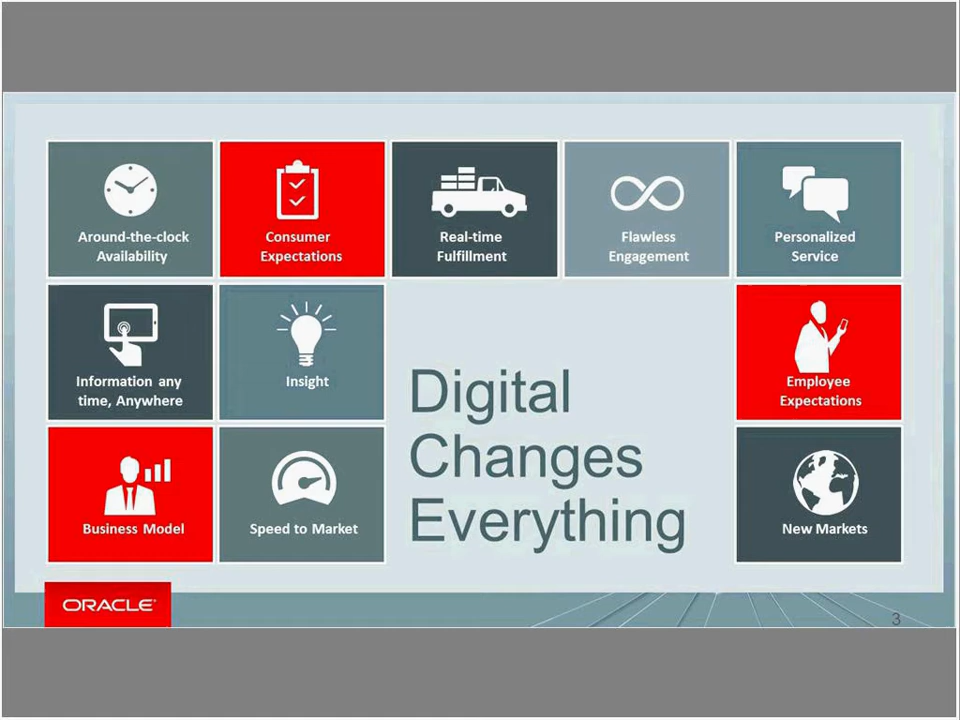 Around-the-clock
Availability
Consumer
Expectations
Real-time
Fulfillment
Flawless
Engagement
Personalized
Service
Information any
time, Anywhere
Insight
Employee
Expectations
Digital
Changes
Everything
Business Model
Speed to Market
New Markets
ORACLE
3